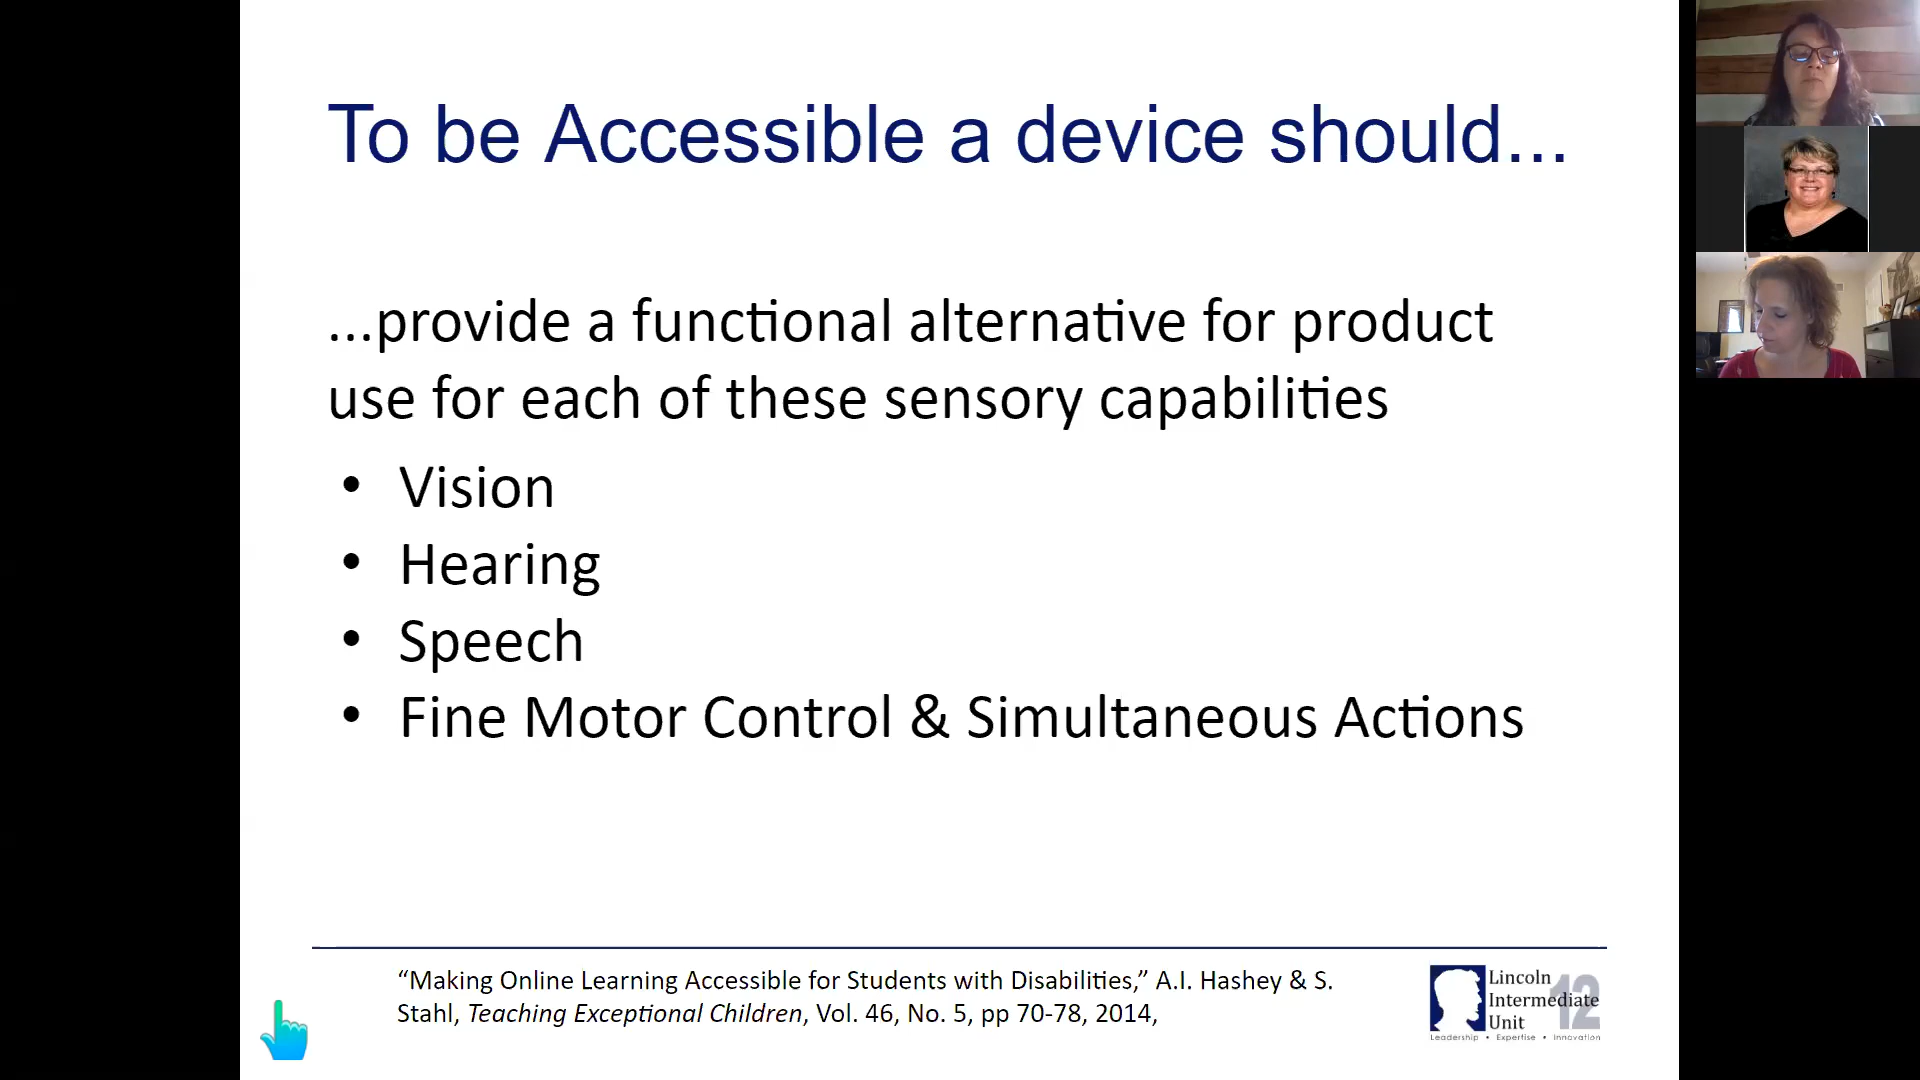 To be Accessible a device should...
...provide a functional alternative for product
use for each of these sensory capabilities
• Vision
• Hearing
• Speech
• Fine Motor Control & Simultaneous Actions
“Making Online Learning Accessible for Students with Disabilities,” A.I. Hashey & S.
Stahl, Teaching Exceptional Children, Vol. 46, No. 5, pp 70-78, 2014,
Lincoln
Intermediate
Unit 12
Leadership • Expertise • Innovation